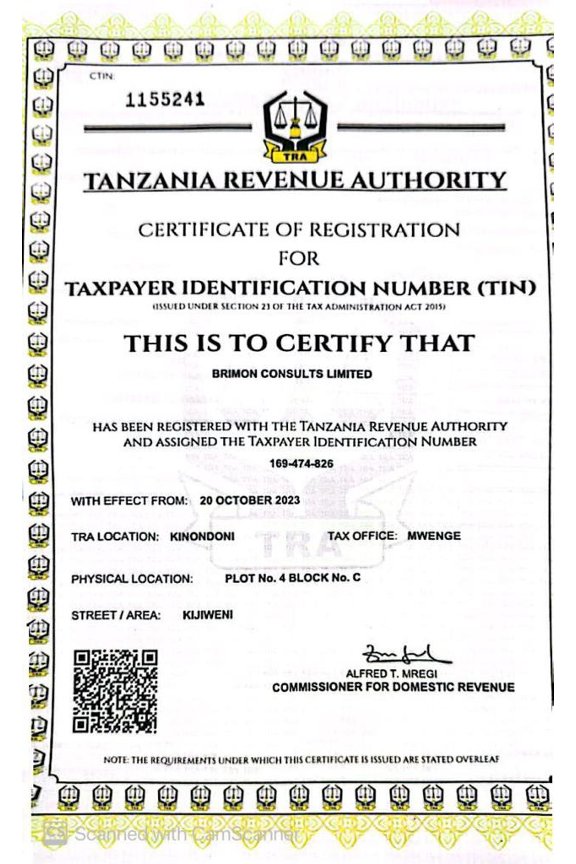 CTIN:
1155241
TRA
TANZANIA REVENUE AUTHORITY
CERTIFICATE OF REGISTRATION
FOR
TAXPAYER IDENTIFICATION NUMBER (TIN)
(ISSUED UNDER SECTION 23 OF THE TAX ADMINISTRATION ACT 2015)
THIS IS TO CERTIFY THAT
BRIMON CONSULTS LIMITED
HAS BEEN REGISTERED WITH THE TANZANIA REVENUE AUTHORITY
AND ASSIGNED THE TAXPAYER IDENTIFICATION NUMBER
169-474-826
WITH EFFECT FROM: 20 OCTOBER 2023
TRA LOCATION: KINONDONI TAX OFFICE: MWENGE
TRA
PHYSICAL LOCATION: PLOT No. 4 BLOCK No. C
STREET / AREA: KIJIWENI
ALFRED T. MREGI
COMMISSIONER FOR DOMESTIC REVENUE
NOTE: THE REQUIREMENTS UNDER WHICH THIS CERTIFICATE IS ISSUED ARE STATED OVERLEAF
CS Scanned with CamScanner